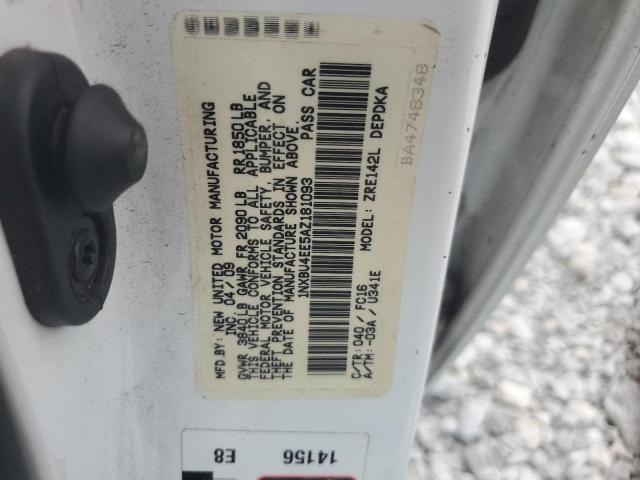 MFD.BY: NEW UNITED MOTOR MANUFACTURING
INC. 04/09
GVWR 3840LB GAWR FR 2090LB RR 1850LB
THIS VEHICLE CONFORMS TO ALL APPLICABLE
FEDERAL MOTOR VEHICLE SAFETY, BUMPER, AND
THEFT PREVENTION STANDARDS IN EFFECT ON
THE DATE OF MANUFACTURE SHOWN ABOVE.
1NXBU4EE5AZ181093 PASS CAR
C/TR: 040 / FC16 MODEL: ZRE142L DEPDKA
A/TM: -03A / U341E
BA4748348
14156 E8